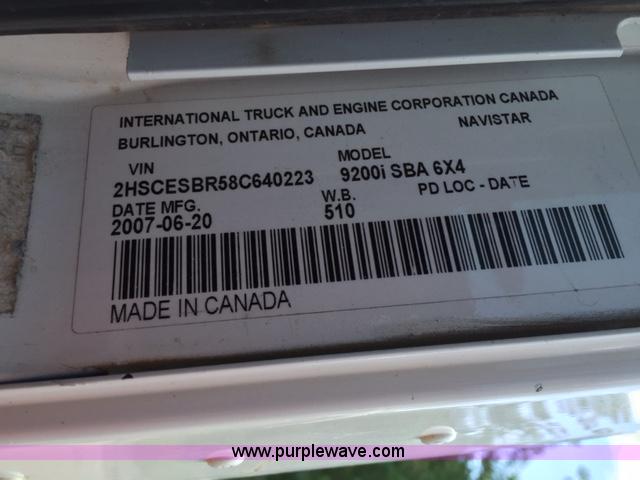 INTERNATIONAL TRUCK AND ENGINE CORPORATION CANADA
BURLINGTON, ONTARIO, CANADA NAVISTAR
VIN MODEL
2HSCESBR58C640223 9200i SBA 6X4
DATE MFG. W.B. PD LOC - DATE
2007-06-20 510
MADE IN CANADA
www.purplewave.com